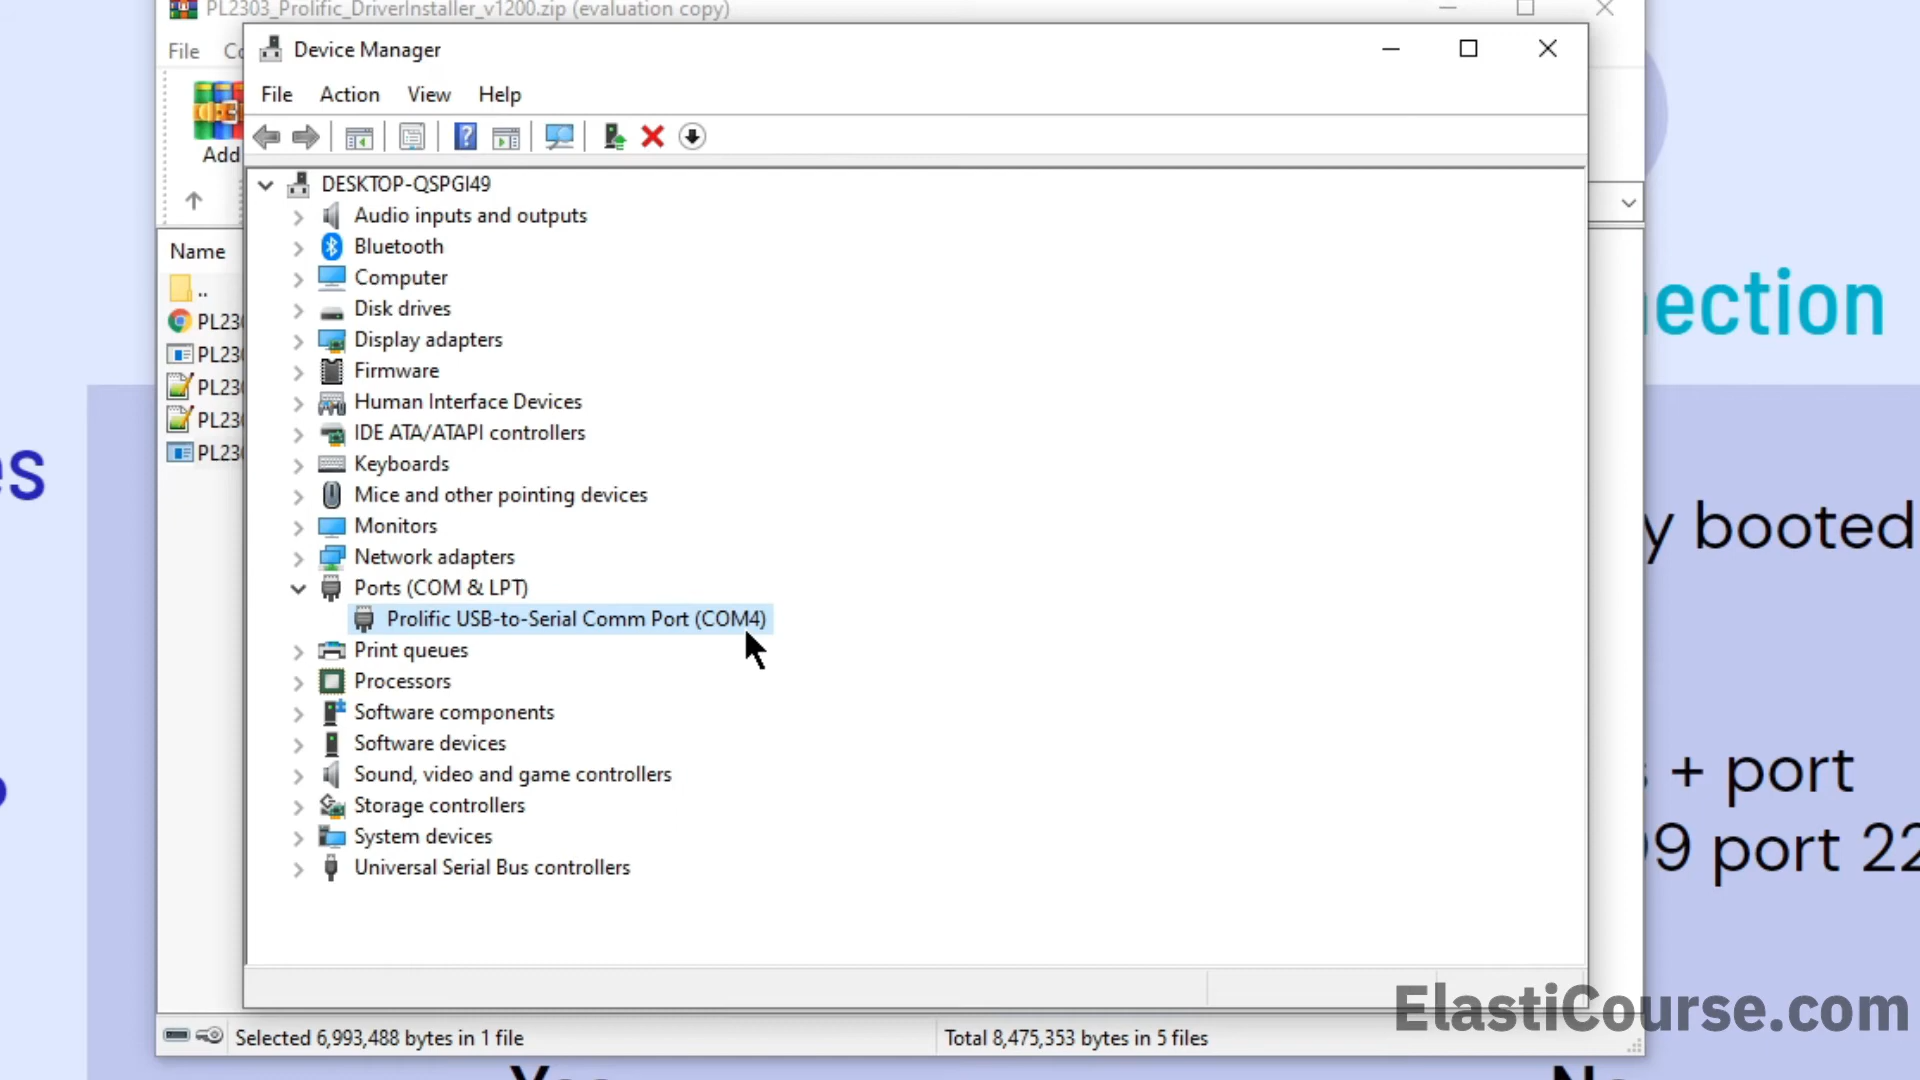 PL2303_Prolific_DriverInstaller_v1200.zip (evaluation copy)
File
Device Manager
File Action View Help
Add
Name
..
DESKTOP-QSPGI49
Audio inputs and outputs
Bluetooth
Computer
Disk drives
Display adapters
Firmware
Human Interface Devices
IDE ATA/ATAPI controllers
Keyboards
Mice and other pointing devices
Monitors
Network adapters
Ports (COM & LPT)
Prolific USB-to-Serial Comm Port (COM4)
Print queues
Processors
Software components
Software devices
Sound, video and game controllers
Storage controllers
System devices
Universal Serial Bus controllers
Selected 6,993,488 bytes in 1 file
Total 8,475,353 bytes in 5 files
ection
es
y booted
+ port
9 port 22
ElastiCourse.com